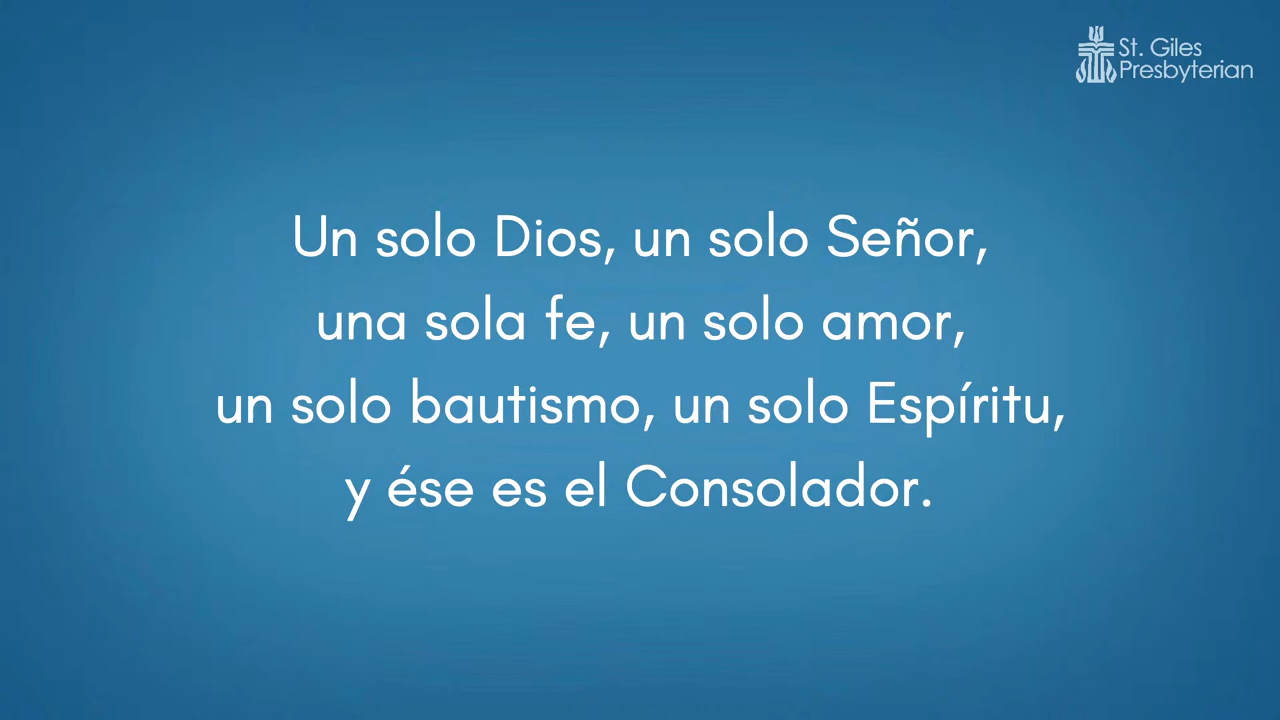 St. Giles
Presbyterian
Un solo Dios, un solo Señor,
una sola fe, un solo amor,
un solo bautismo, un solo Espíritu,
y ése es el Consolador.